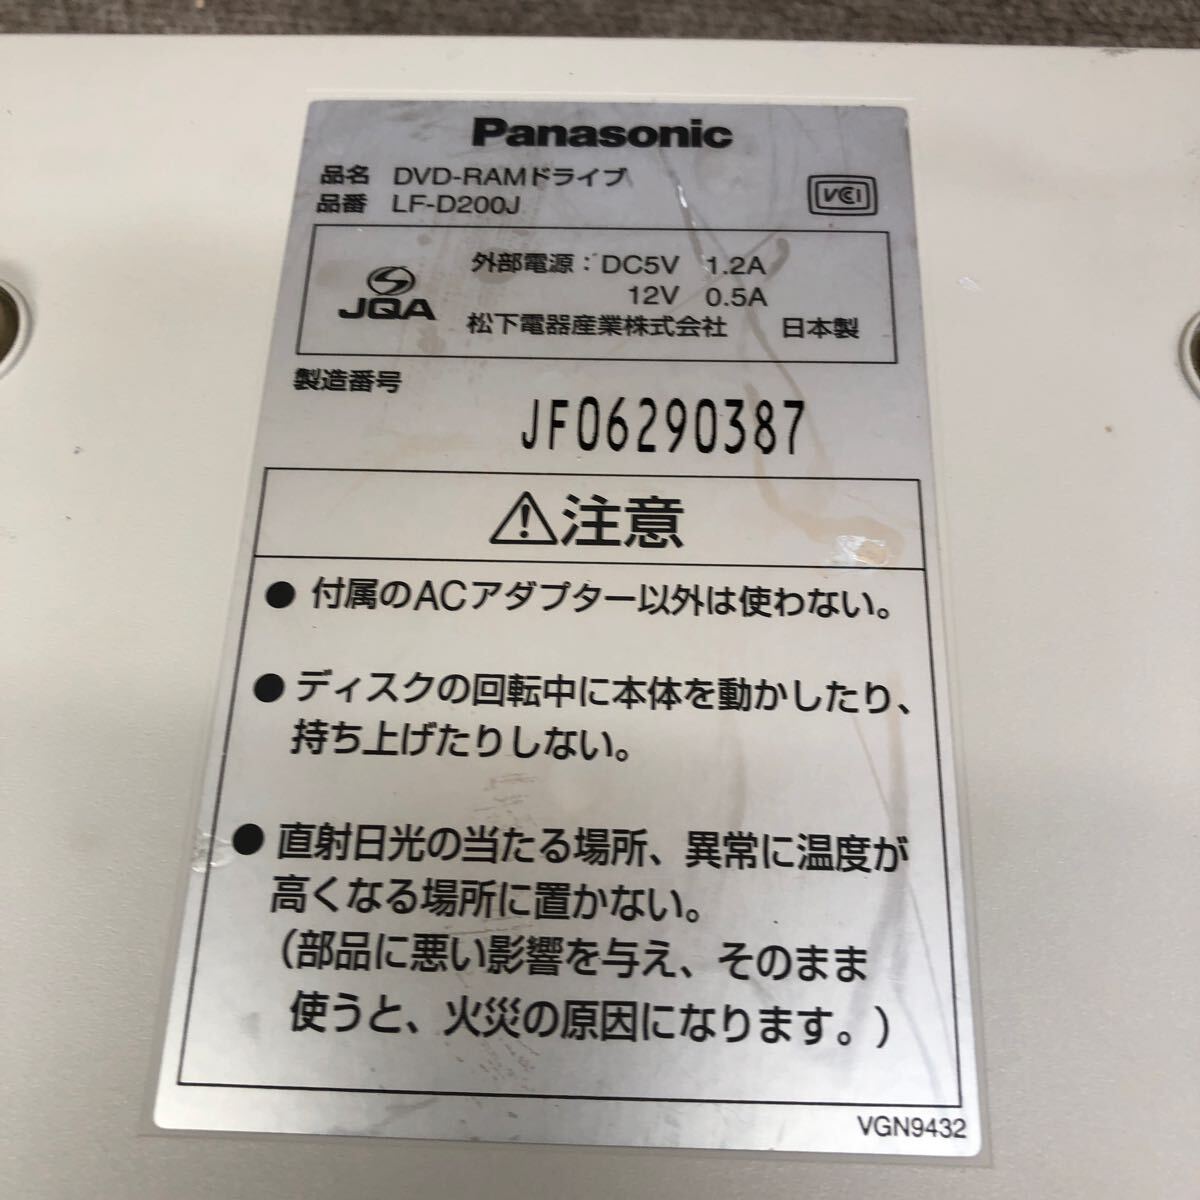 Panasonic
品名 DVD-RAMドライブ
品番 LF-D200J
VCCI
JQA
外部電源：DC5V 1.2A
12V 0.5A
松下電器産業株式会社 日本製
製造番号
JF06290387
注意
● 付属のACアダプター以外は使わない。
● ディスクの回転中に本体を動かしたり、
持ち上げたりしない。
● 直射日光の当たる場所、異常に温度が
高くなる場所に置かない。
（部品に悪い影響を与え、そのまま
使うと、火災の原因になります。）
VGN9432